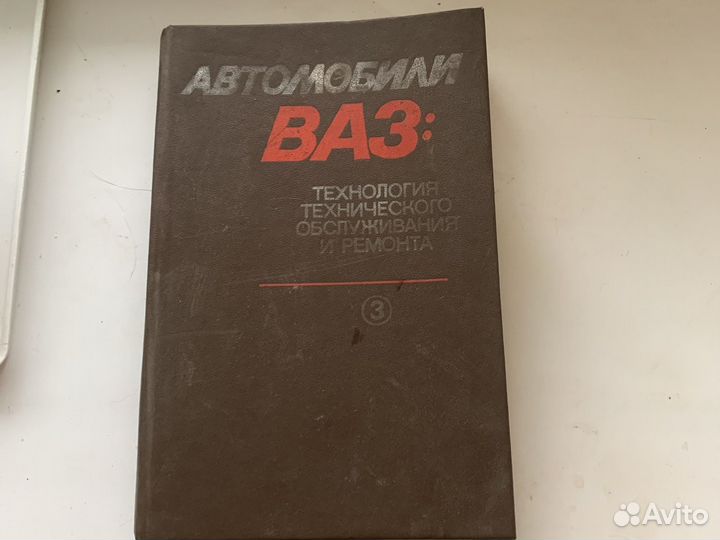 АВТОМОБИЛИ
ВАЗ:
ТЕХНОЛОГИЯ
ТЕХНИЧЕСКОГО
ОБСЛУЖИВАНИЯ
И РЕМОНТА
3
Avito